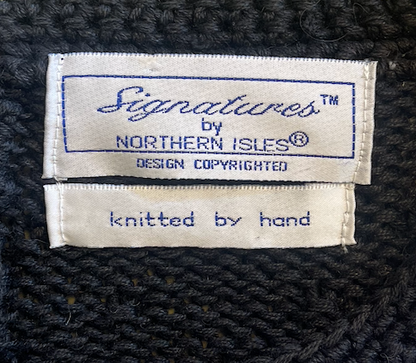 Signatures™
by
NORTHERN ISLES®
DESIGN COPYRIGHTED
knitted by hand